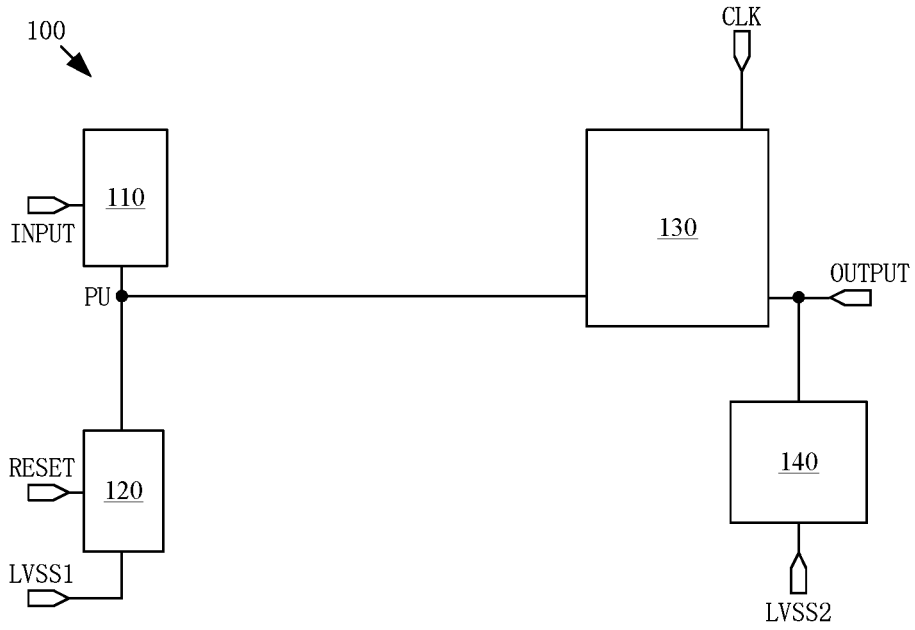 CLK
100
110
130
INPUT
OUTPUT
PU
140
RESET
120
LVSS1
LVSS2